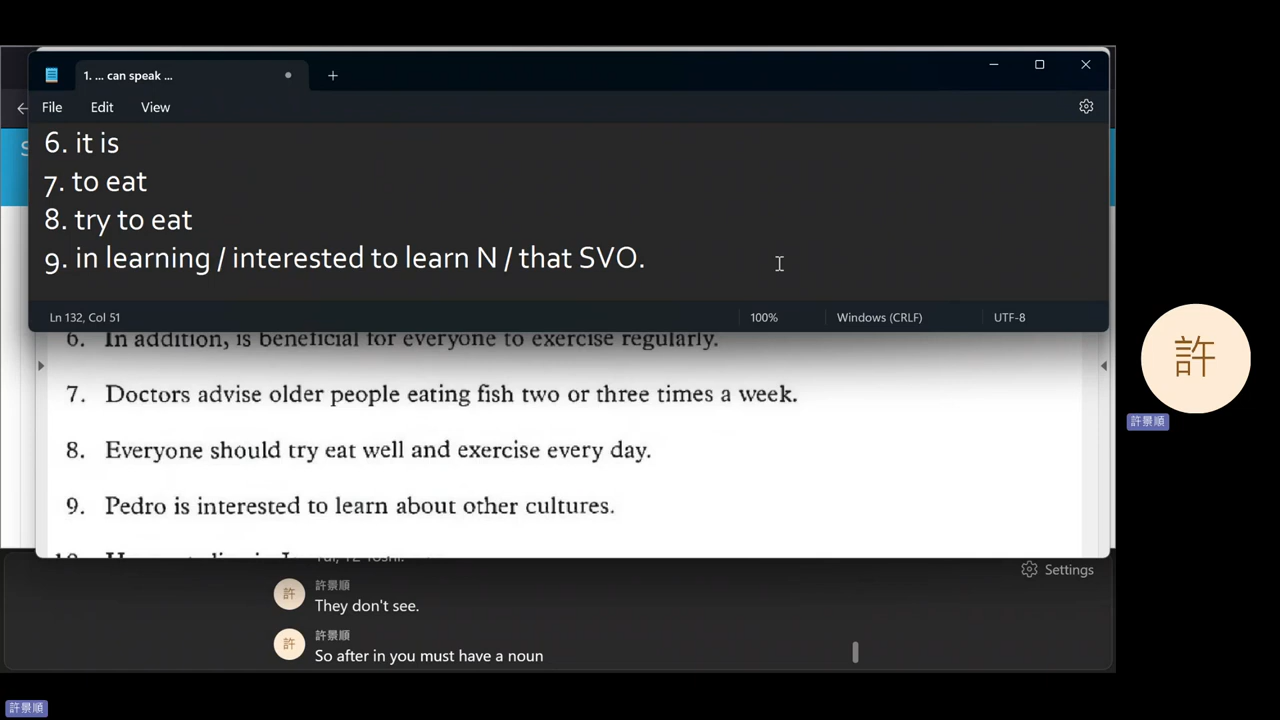 1. ... can speak ...
File Edit View
6. it is
7. to eat
8. try to eat
9. in learning / interested to learn N / that SVO.
Ln 132, Col 51 100% Windows (CRLF) UTF-8
6. In addition, is beneficial for everyone to exercise regularly.
7. Doctors advise older people eating fish two or three times a week.
8. Everyone should try eat well and exercise every day.
9. Pedro is interested to learn about other cultures.
Settings
許景順
They don't see.
許景順
So after in you must have a noun
許
許
許
許景順
許景順